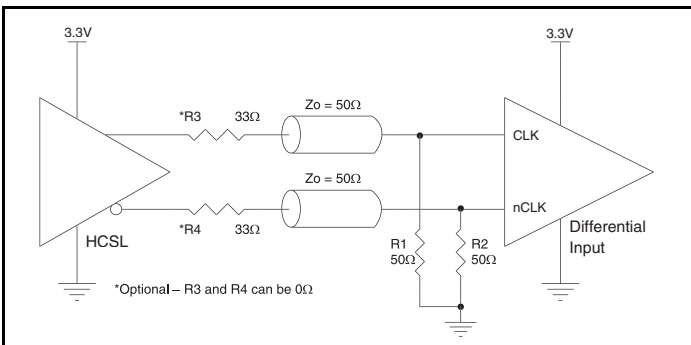 3.3V
3.3V
*R3 33Ω
Zo = 50Ω
CLK
Zo = 50Ω
nCLK
*R4 33Ω
HCSL
R1
50Ω
R2
50Ω
Differential
Input
*Optional – R3 and R4 can be 0Ω